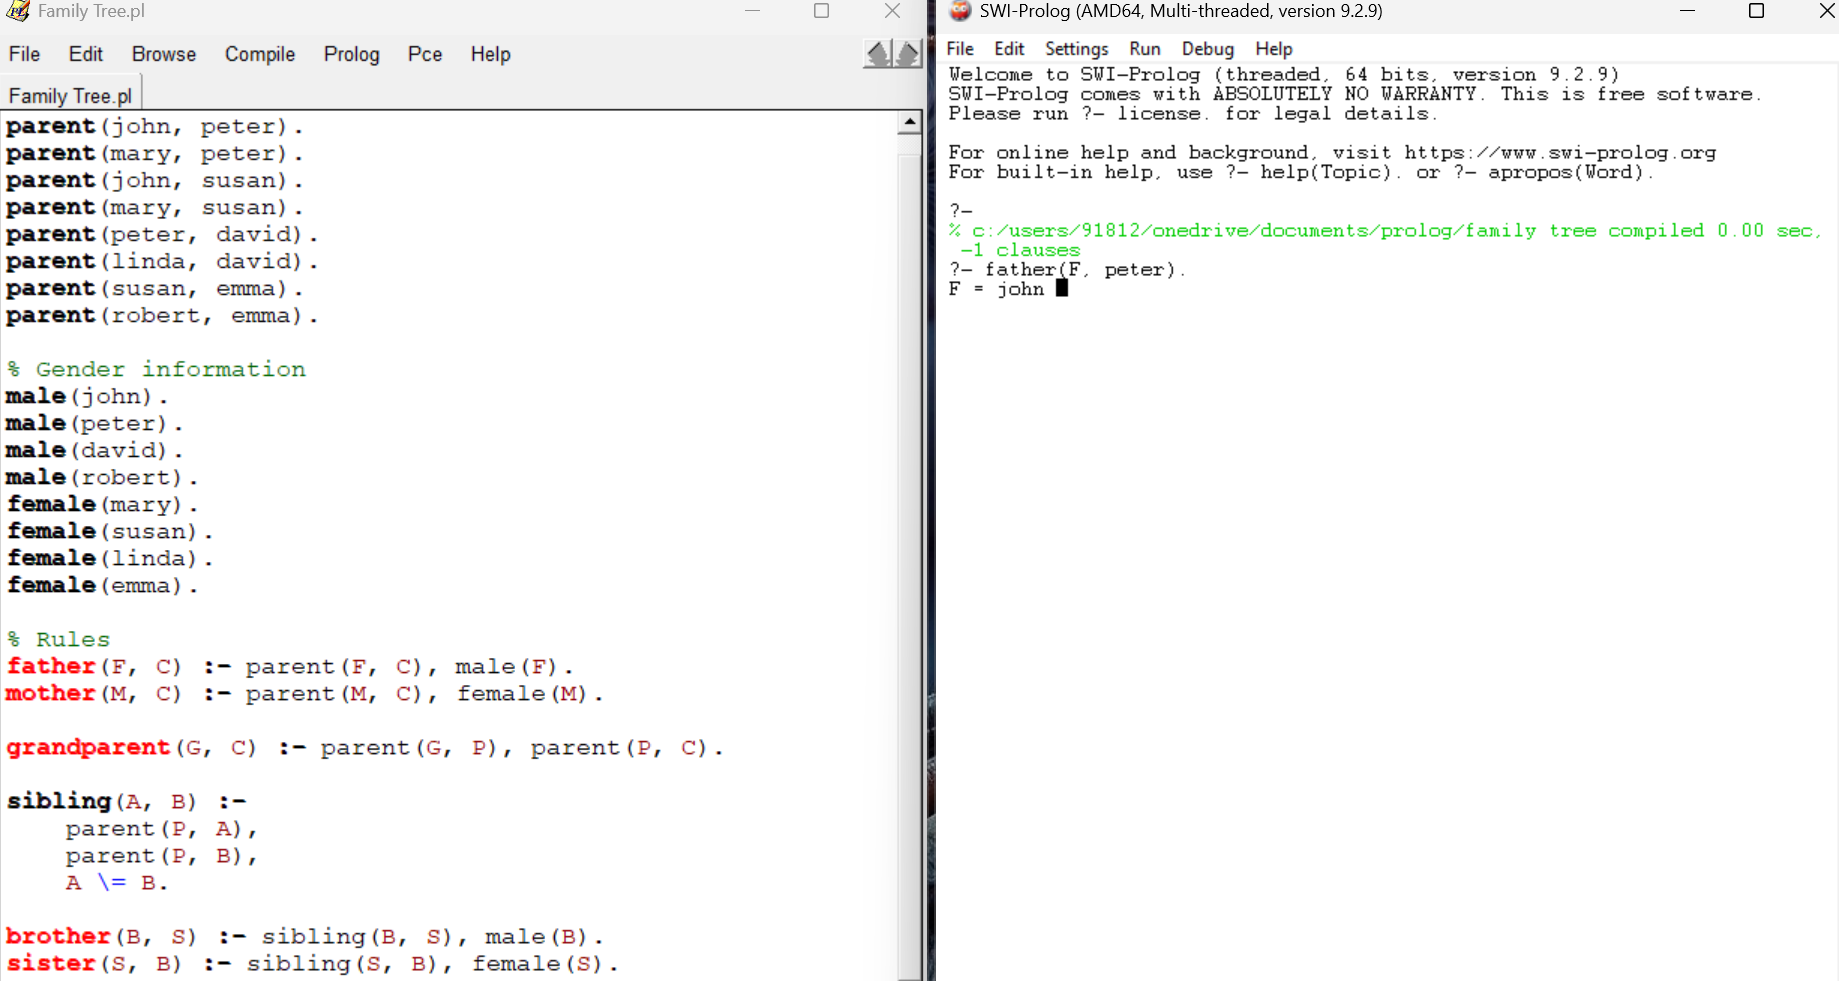 Family Tree.pl
File Edit Browse Compile Prolog Pce Help
Family Tree.pl
parent(john, peter).
parent(mary, peter).
parent(john, susan).
parent(mary, susan).
parent(peter, david).
parent(linda, david).
parent(susan, emma).
parent(robert, emma).
% Gender information
male(john).
male(peter).
male(david).
male(robert).
female(mary).
female(susan).
female(linda).
female(emma).
% Rules
father(F, C) :- parent(F, C), male(F).
mother(M, C) :- parent(M, C), female(M).
grandparent(G, C) :- parent(G, P), parent(P, C).
sibling(A, B) :-
    parent(P, A),
    parent(P, B),
    A \= B.
brother(B, S) :- sibling(B, S), male(B).
sister(S, B) :- sibling(S, B), female(S).
SWI-Prolog (AMD64, Multi-threaded, version 9.2.9)
File Edit Settings Run Debug Help
Welcome to SWI-Prolog (threaded, 64 bits, version 9.2.9)
SWI-Prolog comes with ABSOLUTELY NO WARRANTY. This is free software.
Please run ?- license. for legal details.
For online help and background, visit https://www.swi-prolog.org
For built-in help, use ?- help(Topic). or ?- apropos(Word).
?-
% c:/users/91812/onedrive/documents/prolog/family tree compiled 0.00 sec,
 -1 clauses
?- father(F, peter).
F = john